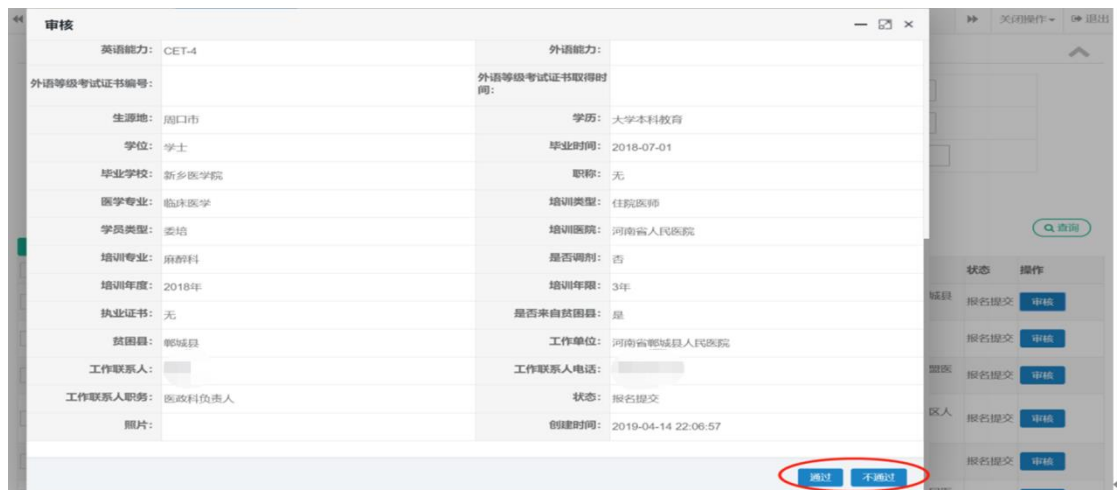 审核
关闭操作
退出
英语能力: CET-4 外语能力:
外语等级考试证书编号: 外语等级考试证书取得时
间:
生源地: 周口市 学历: 大学本科教育
学位: 学士 毕业时间: 2018-07-01
毕业学校: 新乡医学院 职称: 无
医学专业: 临床医学 培训类型: 住院医师
学员类型: 委培 培训医院: 河南省人民医院
查询
培训专业: 麻醉科 是否调剂: 否
状态 操作
培训年度: 2018年 培训年限: 3年
城县 报名提交 审核
执业证书: 无 是否来自贫困县: 是
贫困县: 郸城县 工作单位: 河南省郸城县人民医院
报名提交 审核
工作联系人: 工作联系人电话:
盟医 报名提交 审核
工作联系人职务: 医政科负责人 状态: 报名提交
区人 报名提交 审核
照片: 创建时间: 2019-04-14 22:06:57
报名提交 审核
通过 不通过